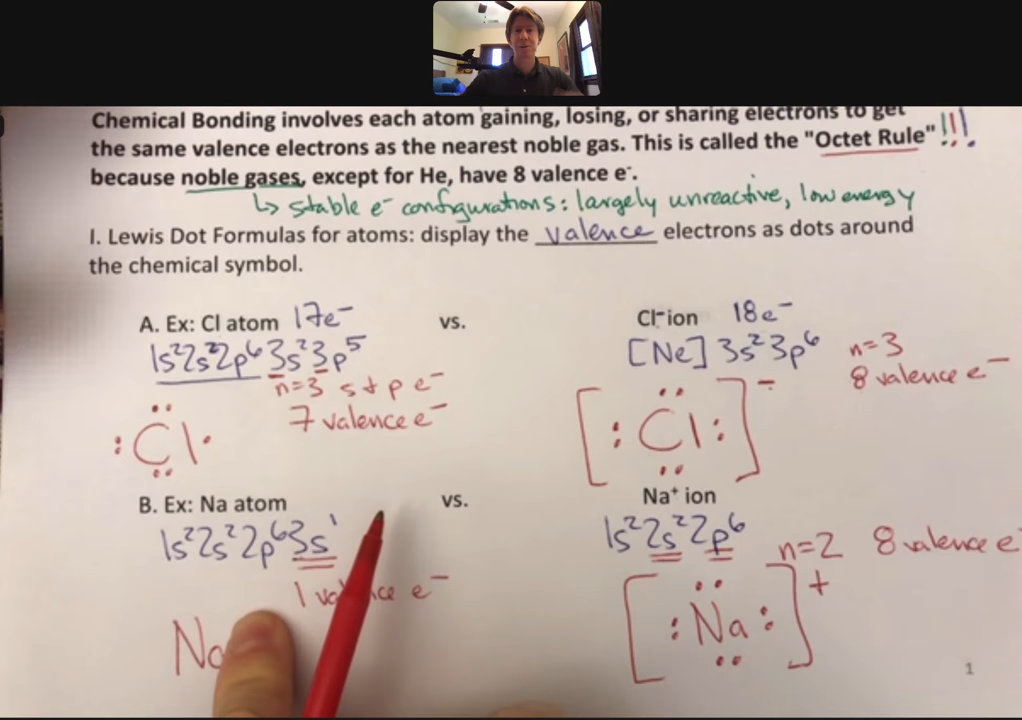 Chemical Bonding involves each atom gaining, losing, or sharing electrons to get
the same valence electrons as the nearest noble gas. This is called the "Octet Rule"!!!
because noble gases, except for He, have 8 valence e⁻.
↳ stable e⁻ configurations: largely unreactive, low energy
I. Lewis Dot Formulas for atoms: display the valence electrons as dots around
the chemical symbol.
A. Ex: Cl atom 17e⁻ vs. Cl⁻ ion 18e⁻
1s²2s²2p⁶3s²3p⁵ [Ne]3s²3p⁶ n=3
n=3 s+p e⁻ 8 valence e⁻
7 valence e⁻
:Cl· [:Cl:]⁻
B. Ex: Na atom vs. Na⁺ ion
1s²2s²2p⁶3s¹ 1s²2s²2p⁶ n=2 8 valence e
1 valence e⁻
Na [:Na:]⁺
1